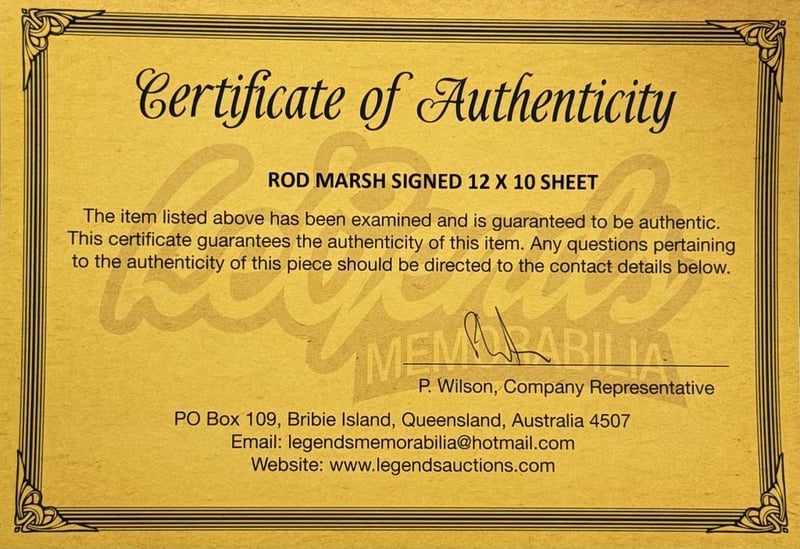 Certificate of Authenticity
ROD MARSH SIGNED 12 X 10 SHEET
The item listed above has been examined and is guaranteed to be authentic.
This certificate guarantees the authenticity of this item. Any questions pertaining
to the authenticity of this piece should be directed to the contact details below.
Legends
MEMORABILIA
P. Wilson, Company Representative
PO Box 109, Bribie Island, Queensland, Australia 4507
Email: legendsmemorabilia@hotmail.com
Website: www.legendsauctions.com